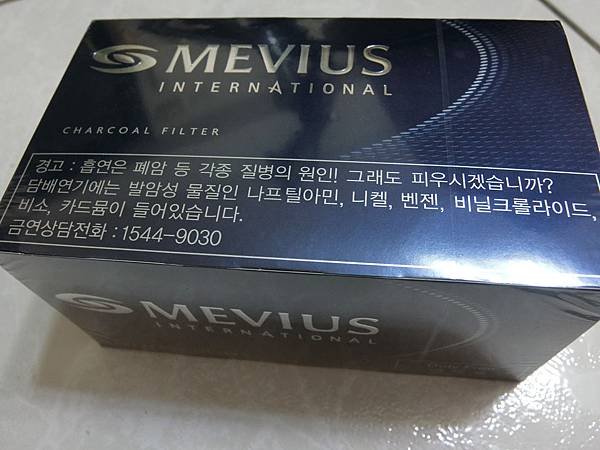 MEVIUS
INTERNATIONAL
CHARCOAL FILTER
경고 : 흡연은 폐암 등 각종 질병의 원인!! 그래도 피우시겠습니까?
담배연기에는 발암성 물질인 나프틸아민, 니켈, 벤젠, 비닐크롤라이드,
비소, 카드뮴이 들어있습니다.
금연상담전화 : 1544-9030
MEVIUS
INTERNATIONAL